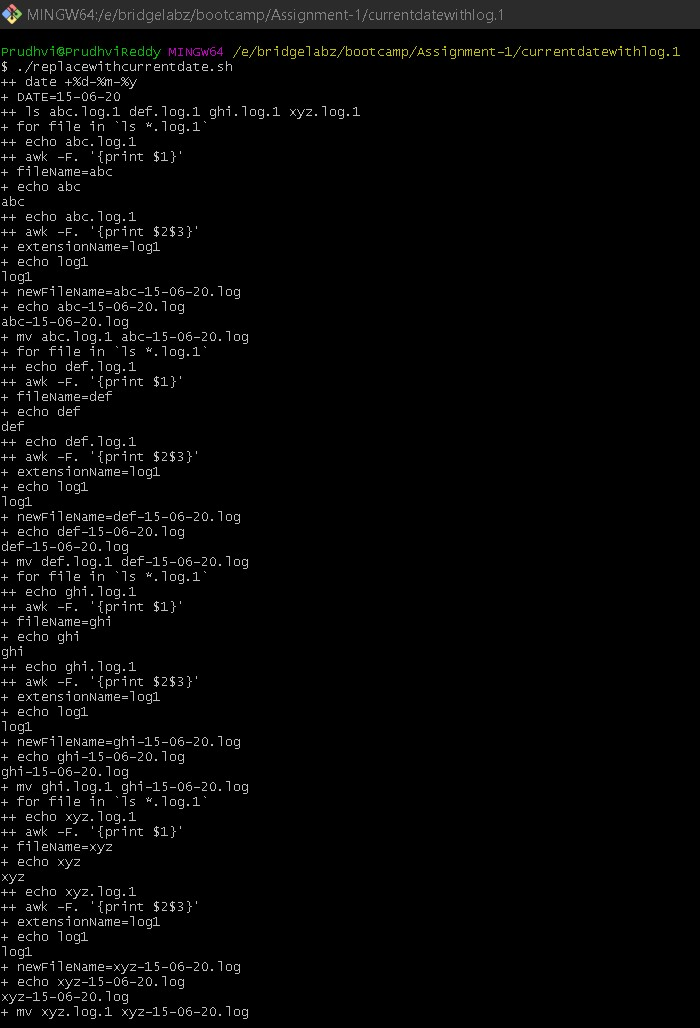 MINGW64:/e/bridgelabz/bootcamp/Assignment-1/currentdatewithlog.1
Prudhvi@PrudhviReddy MINGW64 /e/bridgelabz/bootcamp/Assignment-1/currentdatewithlog.1
$ ./replacewithcurrentdate.sh
++ date +%d-%m-%y
+ DATE=15-06-20
++ ls abc.log.1 def.log.1 ghi.log.1 xyz.log.1
+ for file in `ls *.log.1`
++ echo abc.log.1
++ awk -F. '{print $1}'
+ fileName=abc
+ echo abc
abc
++ echo abc.log.1
++ awk -F. '{print $2$3}'
+ extensionName=log1
+ echo log1
log1
+ newFileName=abc-15-06-20.log
+ echo abc-15-06-20.log
abc-15-06-20.log
+ mv abc.log.1 abc-15-06-20.log
+ for file in `ls *.log.1`
++ echo def.log.1
++ awk -F. '{print $1}'
+ fileName=def
+ echo def
def
++ echo def.log.1
++ awk -F. '{print $2$3}'
+ extensionName=log1
+ echo log1
log1
+ newFileName=def-15-06-20.log
+ echo def-15-06-20.log
def-15-06-20.log
+ mv def.log.1 def-15-06-20.log
+ for file in `ls *.log.1`
++ echo ghi.log.1
++ awk -F. '{print $1}'
+ fileName=ghi
+ echo ghi
ghi
++ echo ghi.log.1
++ awk -F. '{print $2$3}'
+ extensionName=log1
+ echo log1
log1
+ newFileName=ghi-15-06-20.log
+ echo ghi-15-06-20.log
ghi-15-06-20.log
+ mv ghi.log.1 ghi-15-06-20.log
+ for file in `ls *.log.1`
++ echo xyz.log.1
++ awk -F. '{print $1}'
+ fileName=xyz
+ echo xyz
xyz
++ echo xyz.log.1
++ awk -F. '{print $2$3}'
+ extensionName=log1
+ echo log1
log1
+ newFileName=xyz-15-06-20.log
+ echo xyz-15-06-20.log
xyz-15-06-20.log
+ mv xyz.log.1 xyz-15-06-20.log